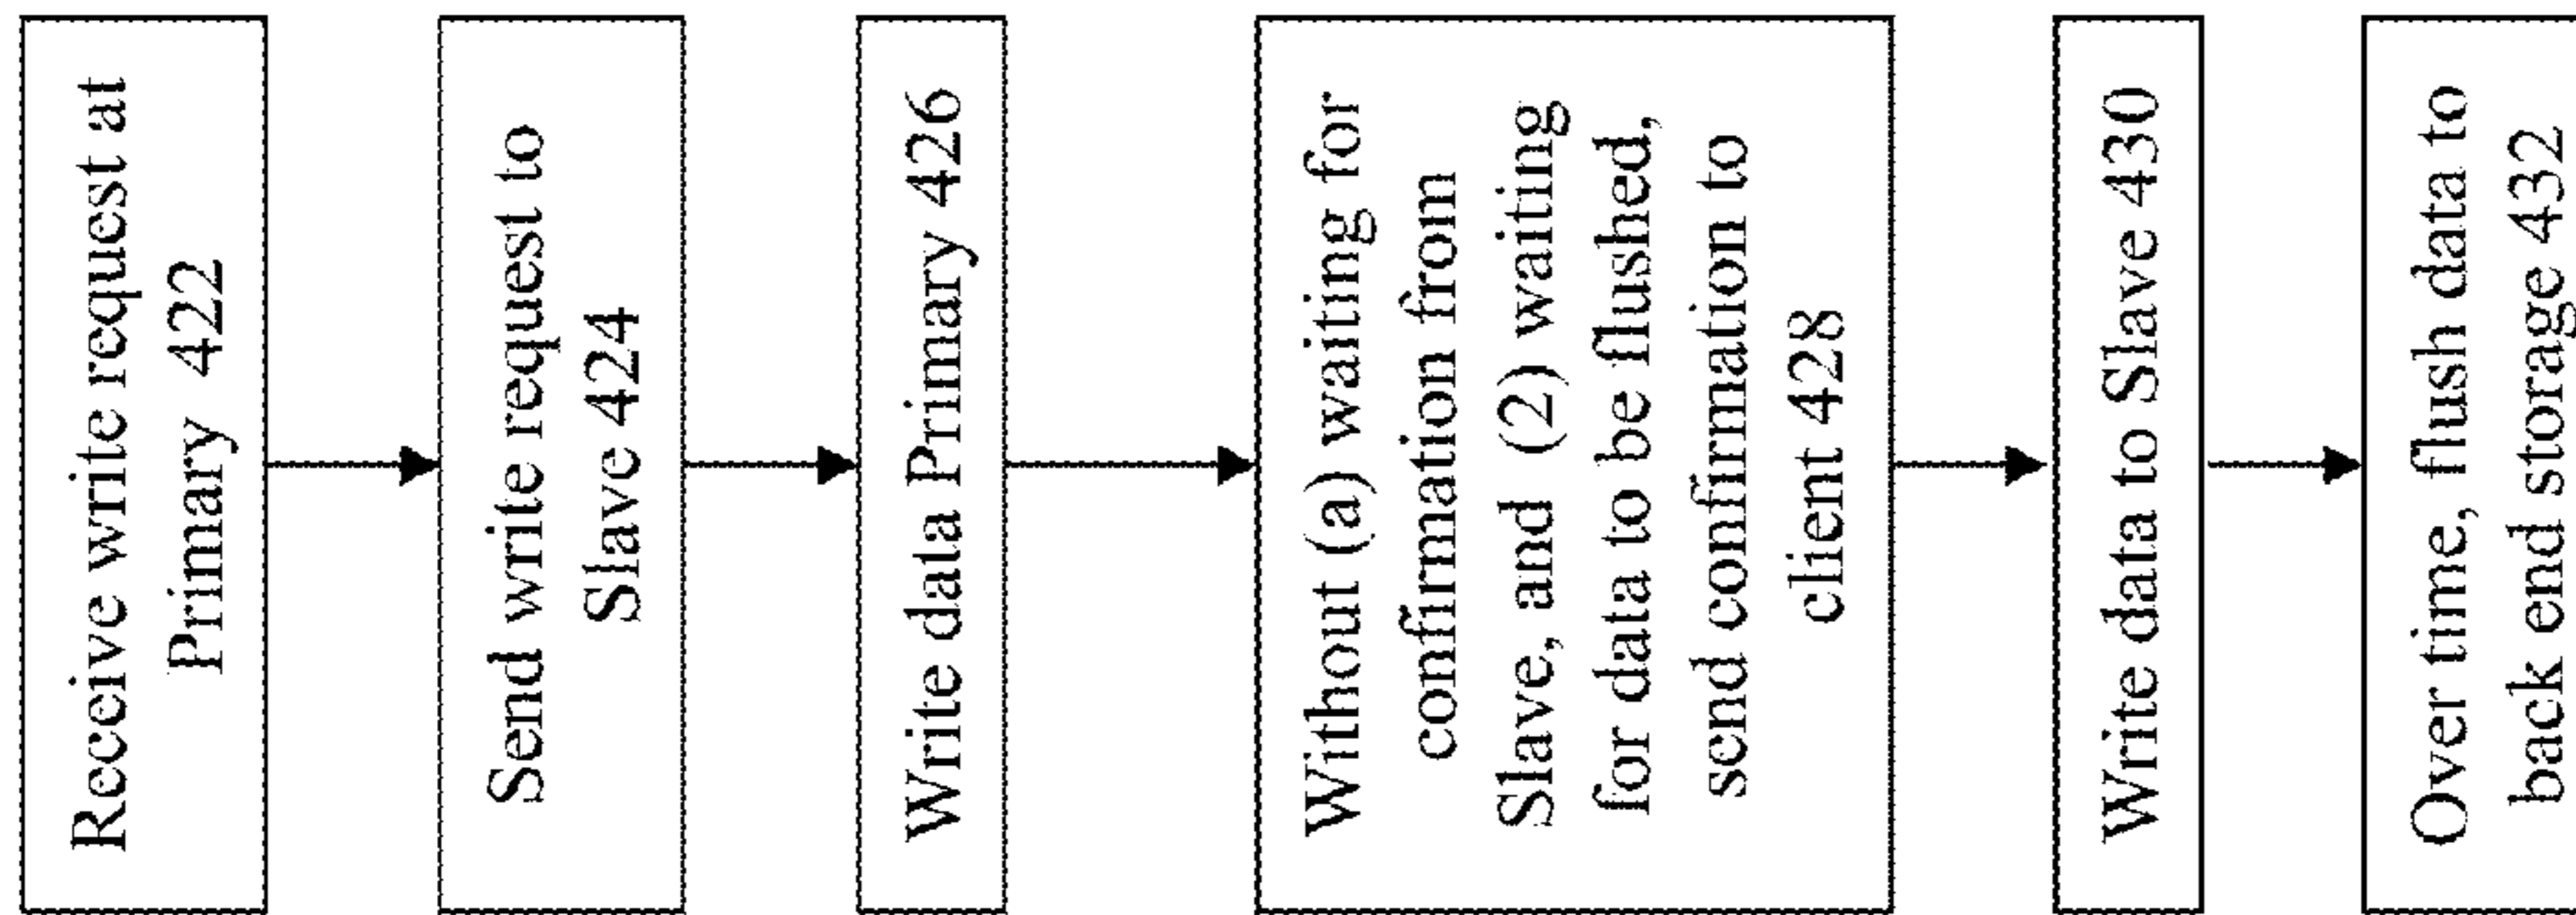 Receive write request at
Primary 422
Send write request to
Slave 424
Write data Primary 426
Without (a) waiting for
confirmation from
Slave, and (2) waiting
for data to be flushed,
send confirmation to
client 428
Write data to Slave 430
Over time, flush data to
back end storage 432